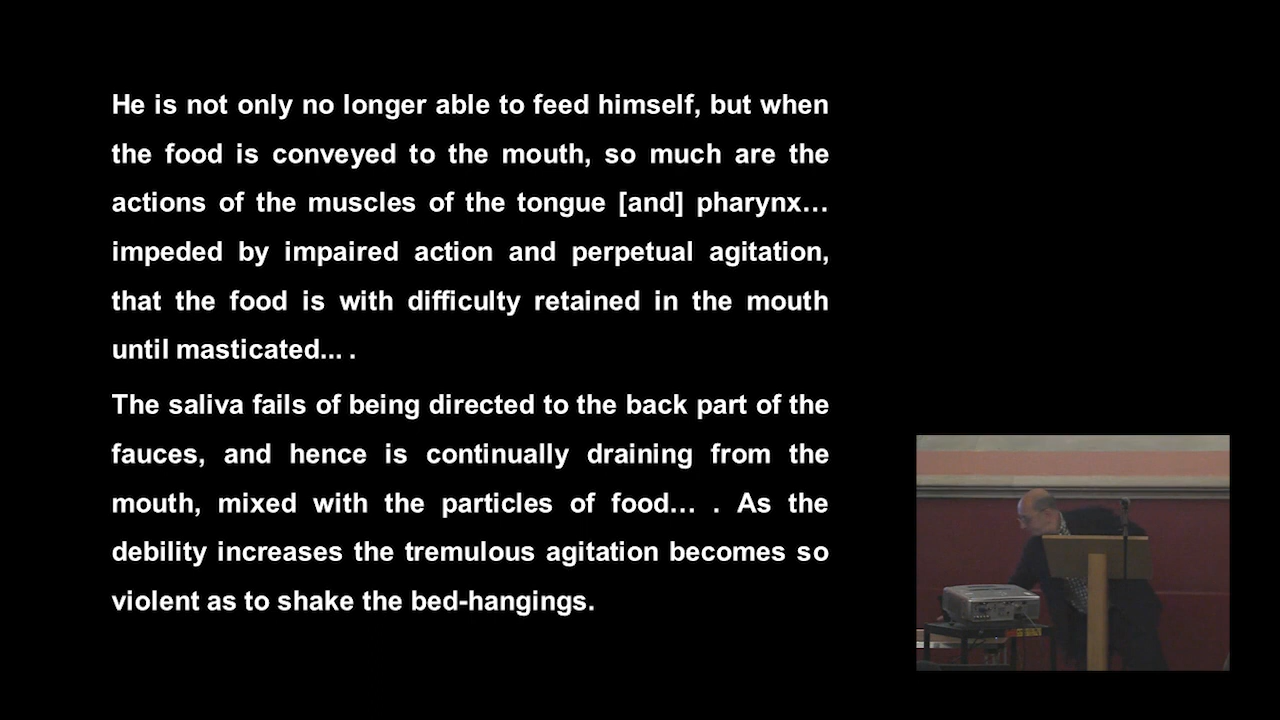 He is not only no longer able to feed himself, but when
the food is conveyed to the mouth, so much are the
actions of the muscles of the tongue [and] pharynx…
impeded by impaired action and perpetual agitation,
that the food is with difficulty retained in the mouth
until masticated... .
The saliva fails of being directed to the back part of the
fauces, and hence is continually draining from the
mouth, mixed with the particles of food… . As the
debility increases the tremulous agitation becomes so
violent as to shake the bed-hangings.